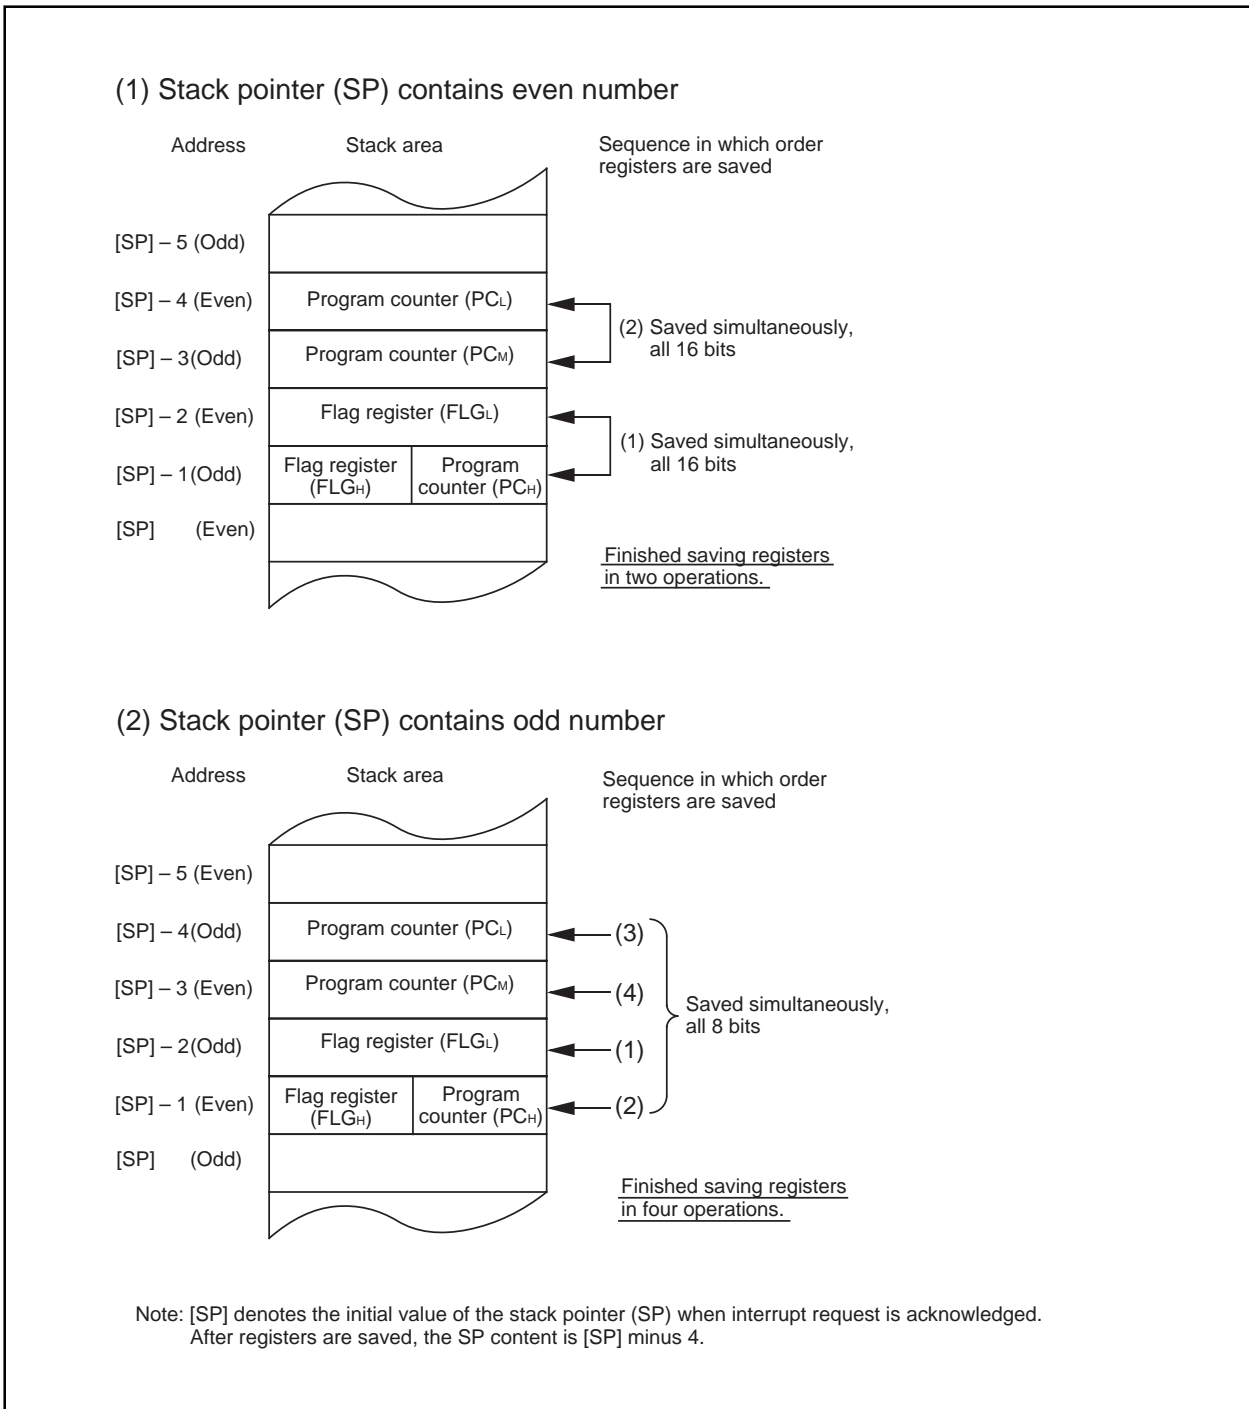 (1) Stack pointer (SP) contains even number
Address
Stack area
Sequence in which order
registers are saved
[SP] – 5 (Odd)
[SP] – 4 (Even)
Program counter (PCL)
[SP] – 3(Odd)
Program counter (PCM)
(2) Saved simultaneously,
all 16 bits
[SP] – 2 (Even)
Flag register (FLGL)
[SP] – 1(Odd)
Flag register
(FLGH)
Program
counter (PCH)
(1) Saved simultaneously,
all 16 bits
[SP] (Even)
Finished saving registers
in two operations.
(2) Stack pointer (SP) contains odd number
Address
Stack area
Sequence in which order
registers are saved
[SP] – 5 (Even)
[SP] – 4(Odd)
Program counter (PCL)
(3)
[SP] – 3 (Even)
Program counter (PCM)
(4)
Saved simultaneously,
all 8 bits
[SP] – 2(Odd)
Flag register (FLGL)
(1)
[SP] – 1 (Even)
Flag register
(FLGH)
Program
counter (PCH)
(2)
[SP] (Odd)
Finished saving registers
in four operations.
Note: [SP] denotes the initial value of the stack pointer (SP) when interrupt request is acknowledged.
After registers are saved, the SP content is [SP] minus 4.